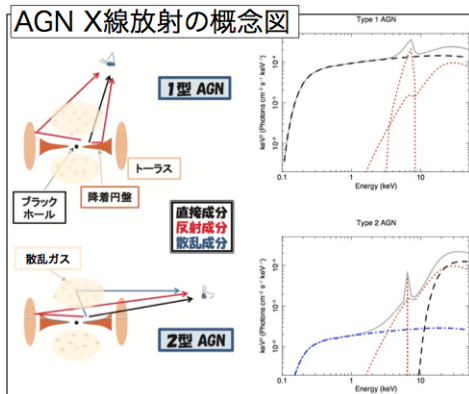 AGN X線放射の概念図
1型 AGN
トーラス
ブラック
ホール
降着円盤
直接成分
反射成分
散乱成分
散乱ガス
2型 AGN
Type 1 AGN
keV² (Photons cm⁻² s⁻¹ keV⁻¹)
0.1
1
10
Energy (keV)
Type 2 AGN
keV² (Photons cm⁻² s⁻¹ keV⁻¹)
0.1
1
10
Energy (keV)